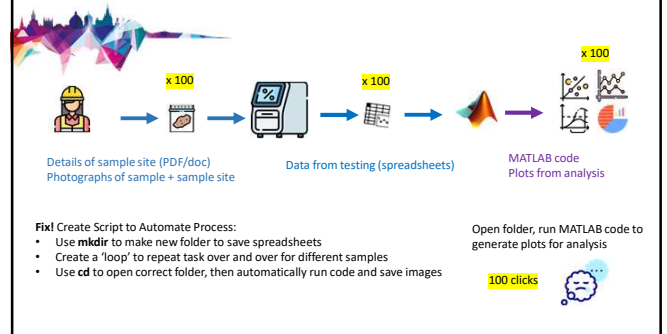 x 100
x 100
x 100
Details of sample site (PDF/doc)
Photographs of sample + sample site
Data from testing (spreadsheets)
MATLAB code
Plots from analysis
Fix! Create Script to Automate Process:
• Use mkdir to make new folder to save spreadsheets
• Create a 'loop' to repeat task over and over for different samples
• Use cd to open correct folder, then automatically run code and save images
Open folder, run MATLAB code to
generate plots for analysis
100 clicks